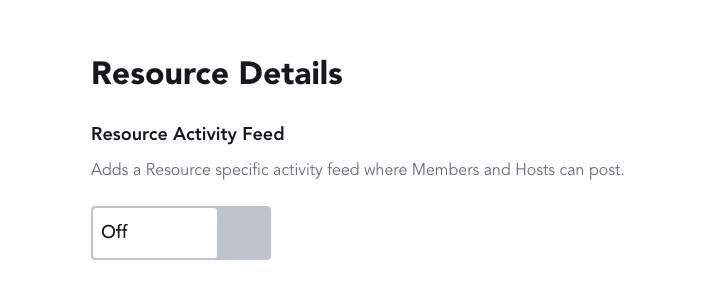 Resource Details
Resource Activity Feed
Adds a Resource specific activity feed where Members and Hosts can post.
Off